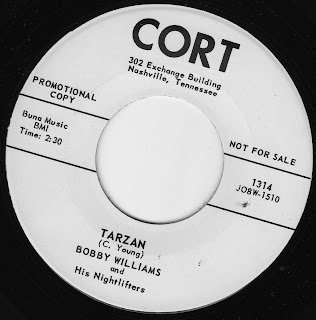 CORT
302 Exchange Building
Nashville, Tennessee
PROMOTIONAL
COPY
Buna Music
BMI
Time: 2:30
NOT FOR SALE
1314
JO8W-1510
TARZAN
(C. Young)
BOBBY WILLIAMS
and
His Nightlifters